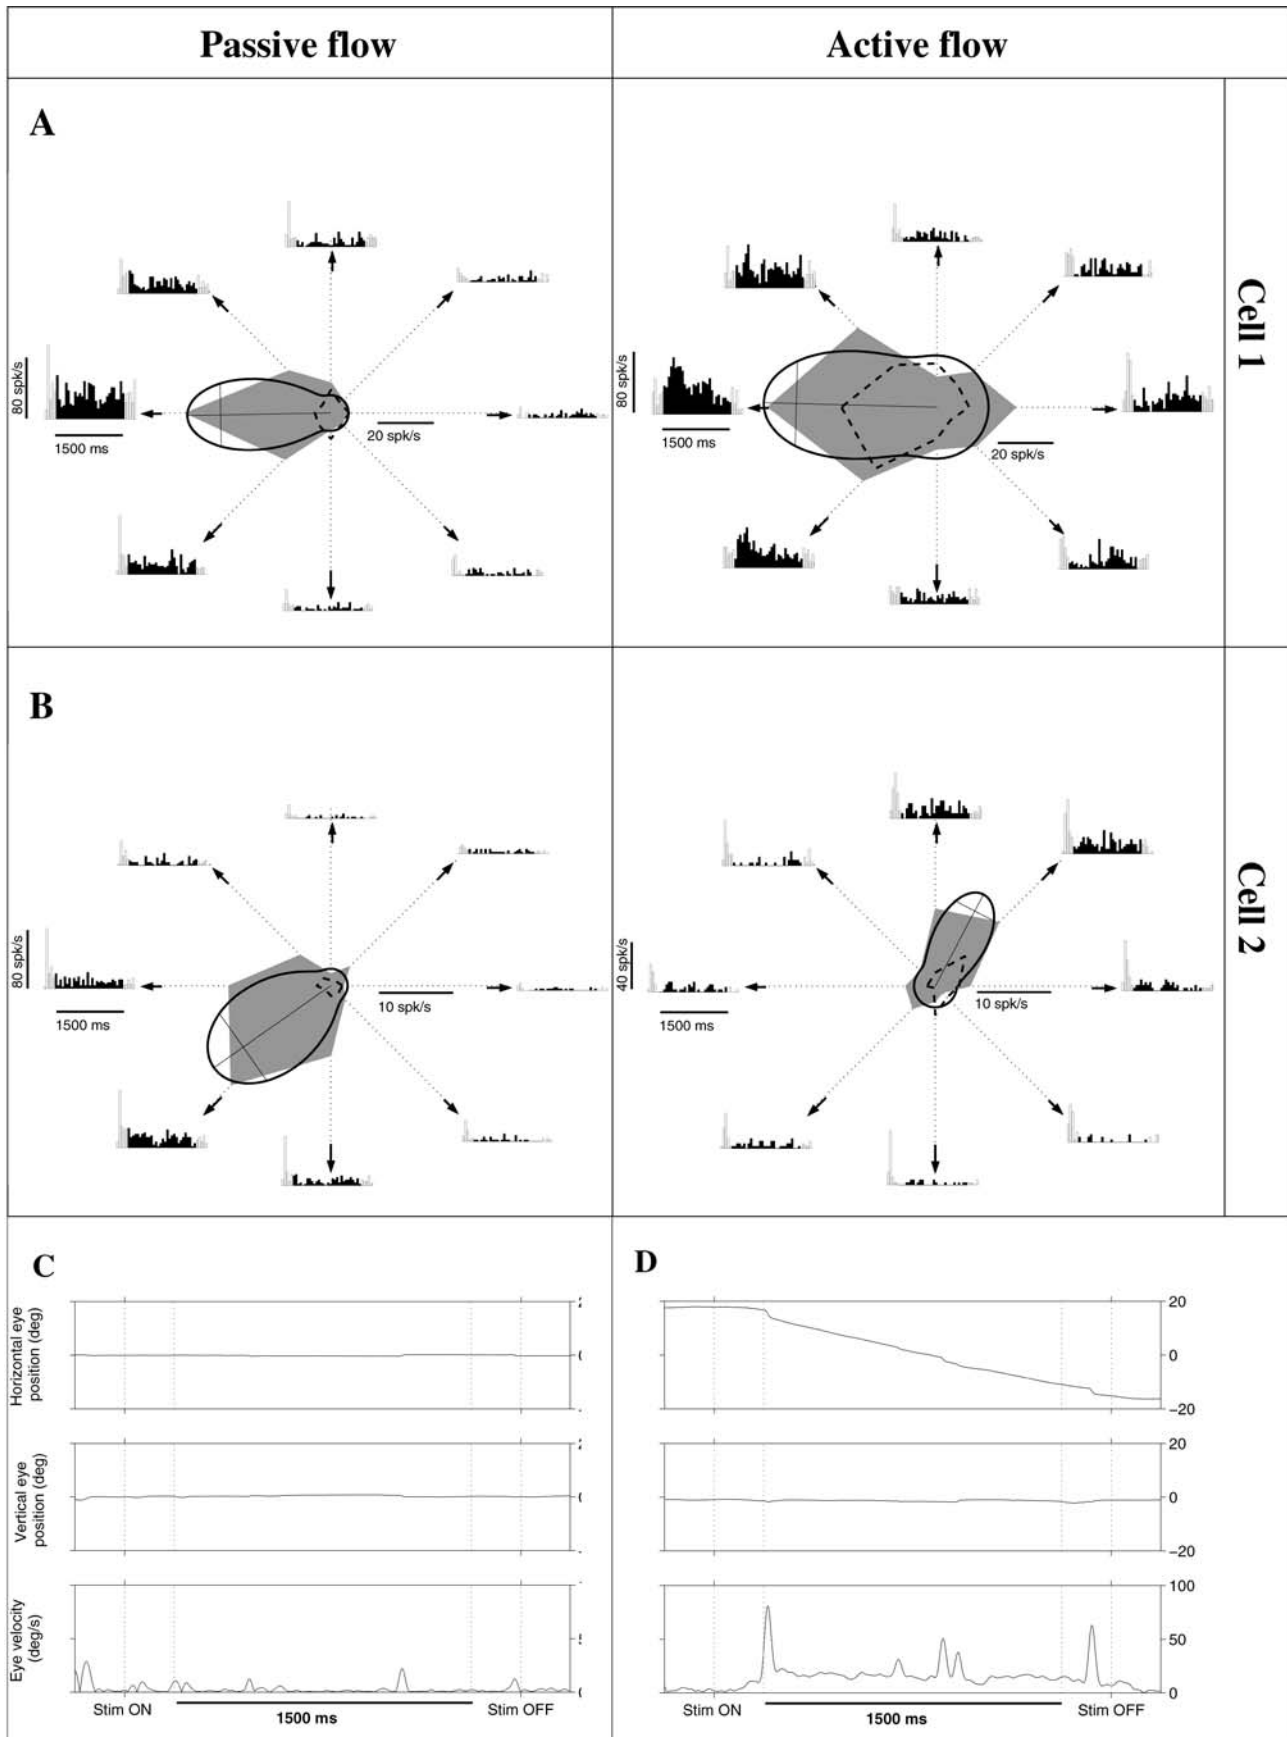 Passive flow
Active flow
A
80 spk/s
1500 ms
20 spk/s
80 spk/s
1500 ms
20 spk/s
Cell 1
B
80 spk/s
1500 ms
10 spk/s
40 spk/s
1500 ms
10 spk/s
Cell 2
C
Horizontal eye
position (deg)
Vertical eye
position (deg)
Eye velocity
(deg/s)
Stim ON
1500 ms
Stim OFF
D
20
0
−20
20
0
−20
100
50
0
Stim ON
1500 ms
Stim OFF